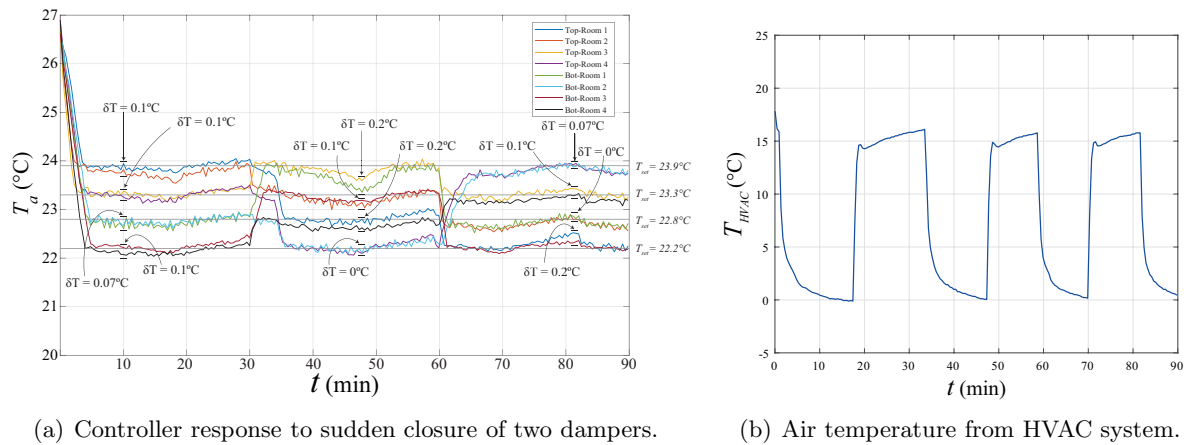 27
26
25
24
23
22
21
20
T_a (°C)
0
10
20
30
40
50
60
70
80
90
t (min)
Top-Room 1
Top-Room 2
Top-Room 3
Top-Room 4
Bot-Room 1
Bot-Room 2
Bot-Room 3
Bot-Room 4
δT = 0.1°C
δT = 0.1°C
δT = 0.2°C
δT = 0.1°C
δT = 0.2°C
δT = 0.07°C
δT = 0.1°C
δT = 0°C
δT = 0.1°C
δT = 0.07°C
δT = 0°C
δT = 0.2°C
T_set = 23.9°C
T_set = 23.3°C
T_set = 22.8°C
T_set = 22.2°C
(a) Controller response to sudden closure of two dampers.
25
20
15
10
5
0
-5
T_HVAC (°C)
0
10
20
30
40
50
60
70
80
90
t (min)
(b) Air temperature from HVAC system.